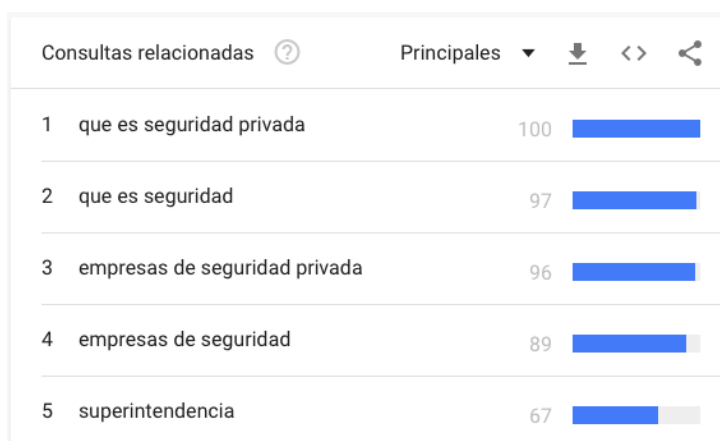 Consultas relacionadas ? Principales
1 que es seguridad privada 100
2 que es seguridad 97
3 empresas de seguridad privada 96
4 empresas de seguridad 89
5 superintendencia 67